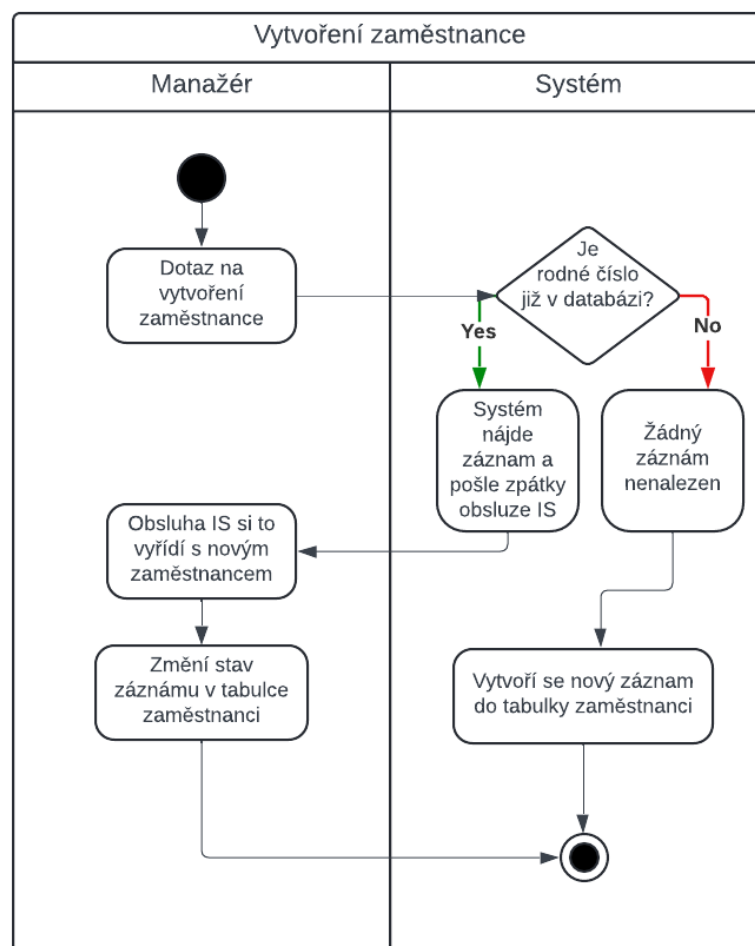 Vytvoření zaměstnance
Manažér
Systém
Dotaz na
vytvoření
zaměstnance
Je
rodné číslo
již v databázi?
Yes
No
Systém
nájde
záznam a
pošle zpátky
obsluze IS
Žádný
záznám
nenalezen
Obsluha IS si to
vyřídí s novým
zaměstnancem
Změní stav
záznámu v tabulce
zaměstnanci
Vytvoří se nový záznam
do tabulky zaměstnanci